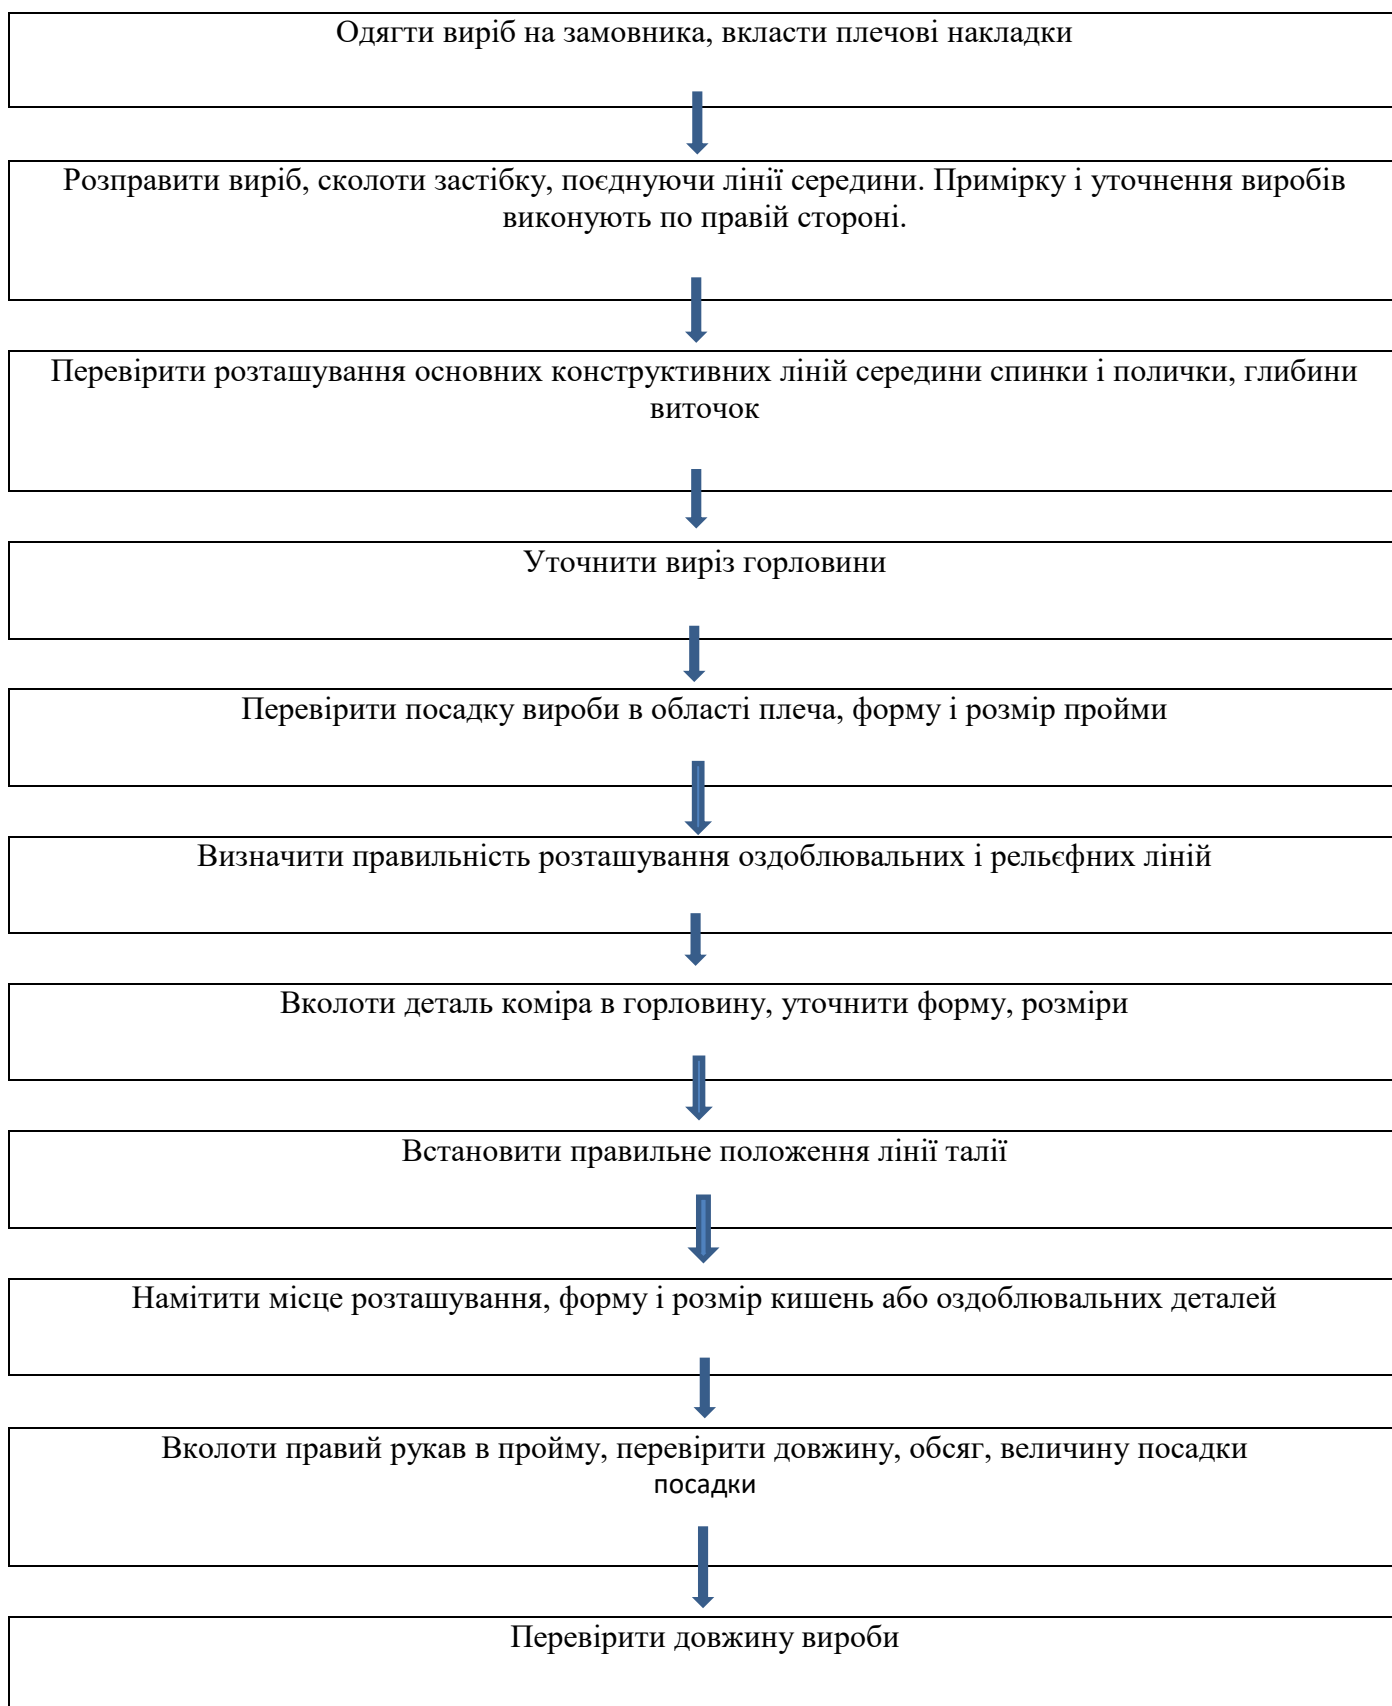 Одягти виріб на замовника, вкласти плечові накладки
Розправити виріб, сколоти застібку, поєднуючи лінії середини. Примірку і уточнення виробів
виконують по правій стороні.
Перевірити розташування основних конструктивних ліній середини спинки і полички, глибини
виточок
Уточнити виріз горловини
Перевірити посадку вироби в області плеча, форму і розмір пройми
Визначити правильність розташування оздоблювальних і рельєфних ліній
Вколоти деталь коміра в горловину, уточнити форму, розміри
Встановити правильне положення лінії талії
Намітити місце розташування, форму і розмір кишень або оздоблювальних деталей
Вколоти правий рукав в пройму, перевірити довжину, обсяг, величину посадки
посадки
Перевірити довжину вироби